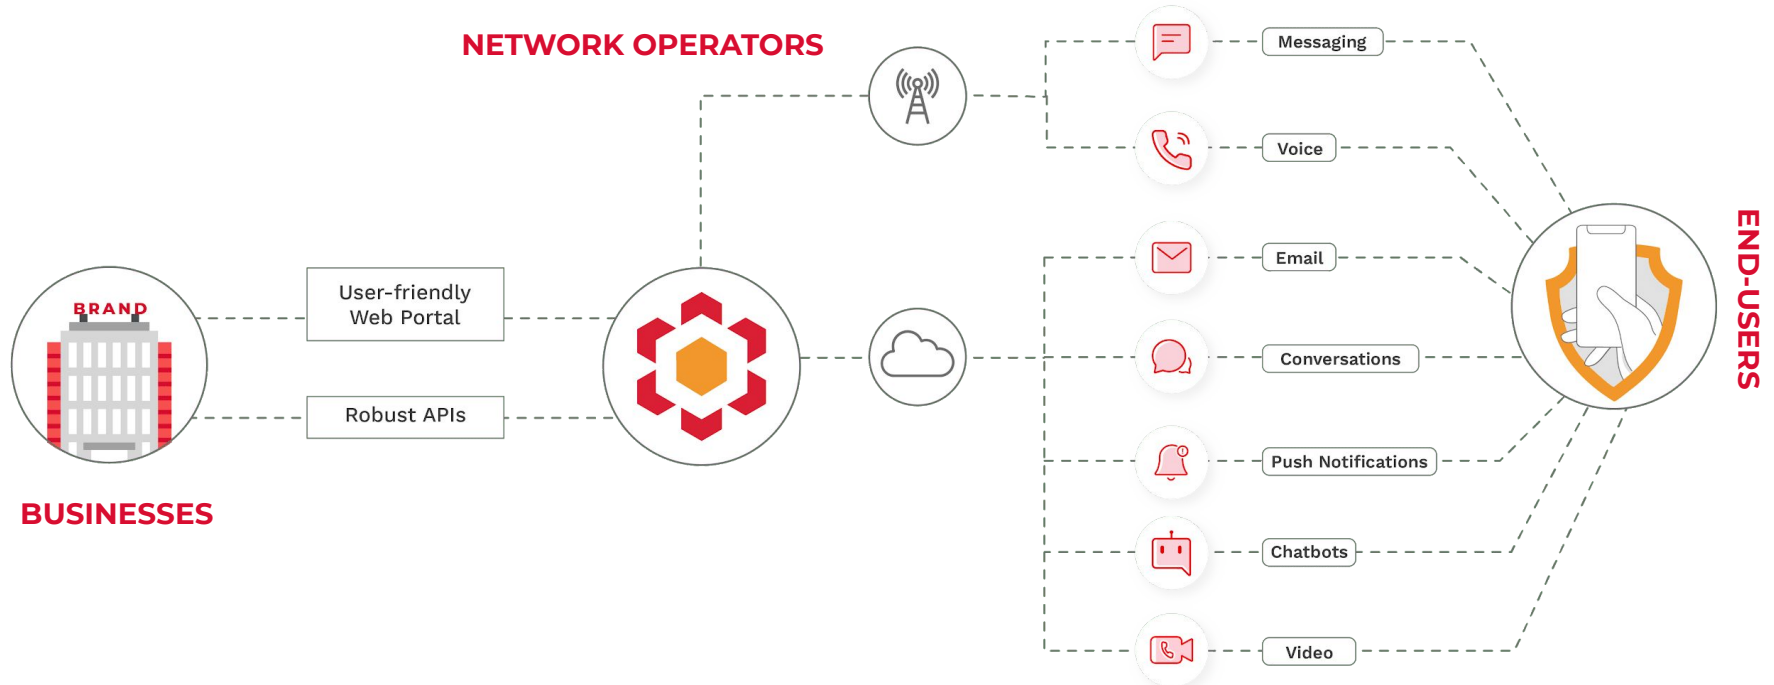 NETWORK OPERATORS
Messaging
Voice
END-USERS
Email
User-friendly
Web Portal
BRAND
Conversations
Robust APIs
Push Notifications
BUSINESSES
Chatbots
Video